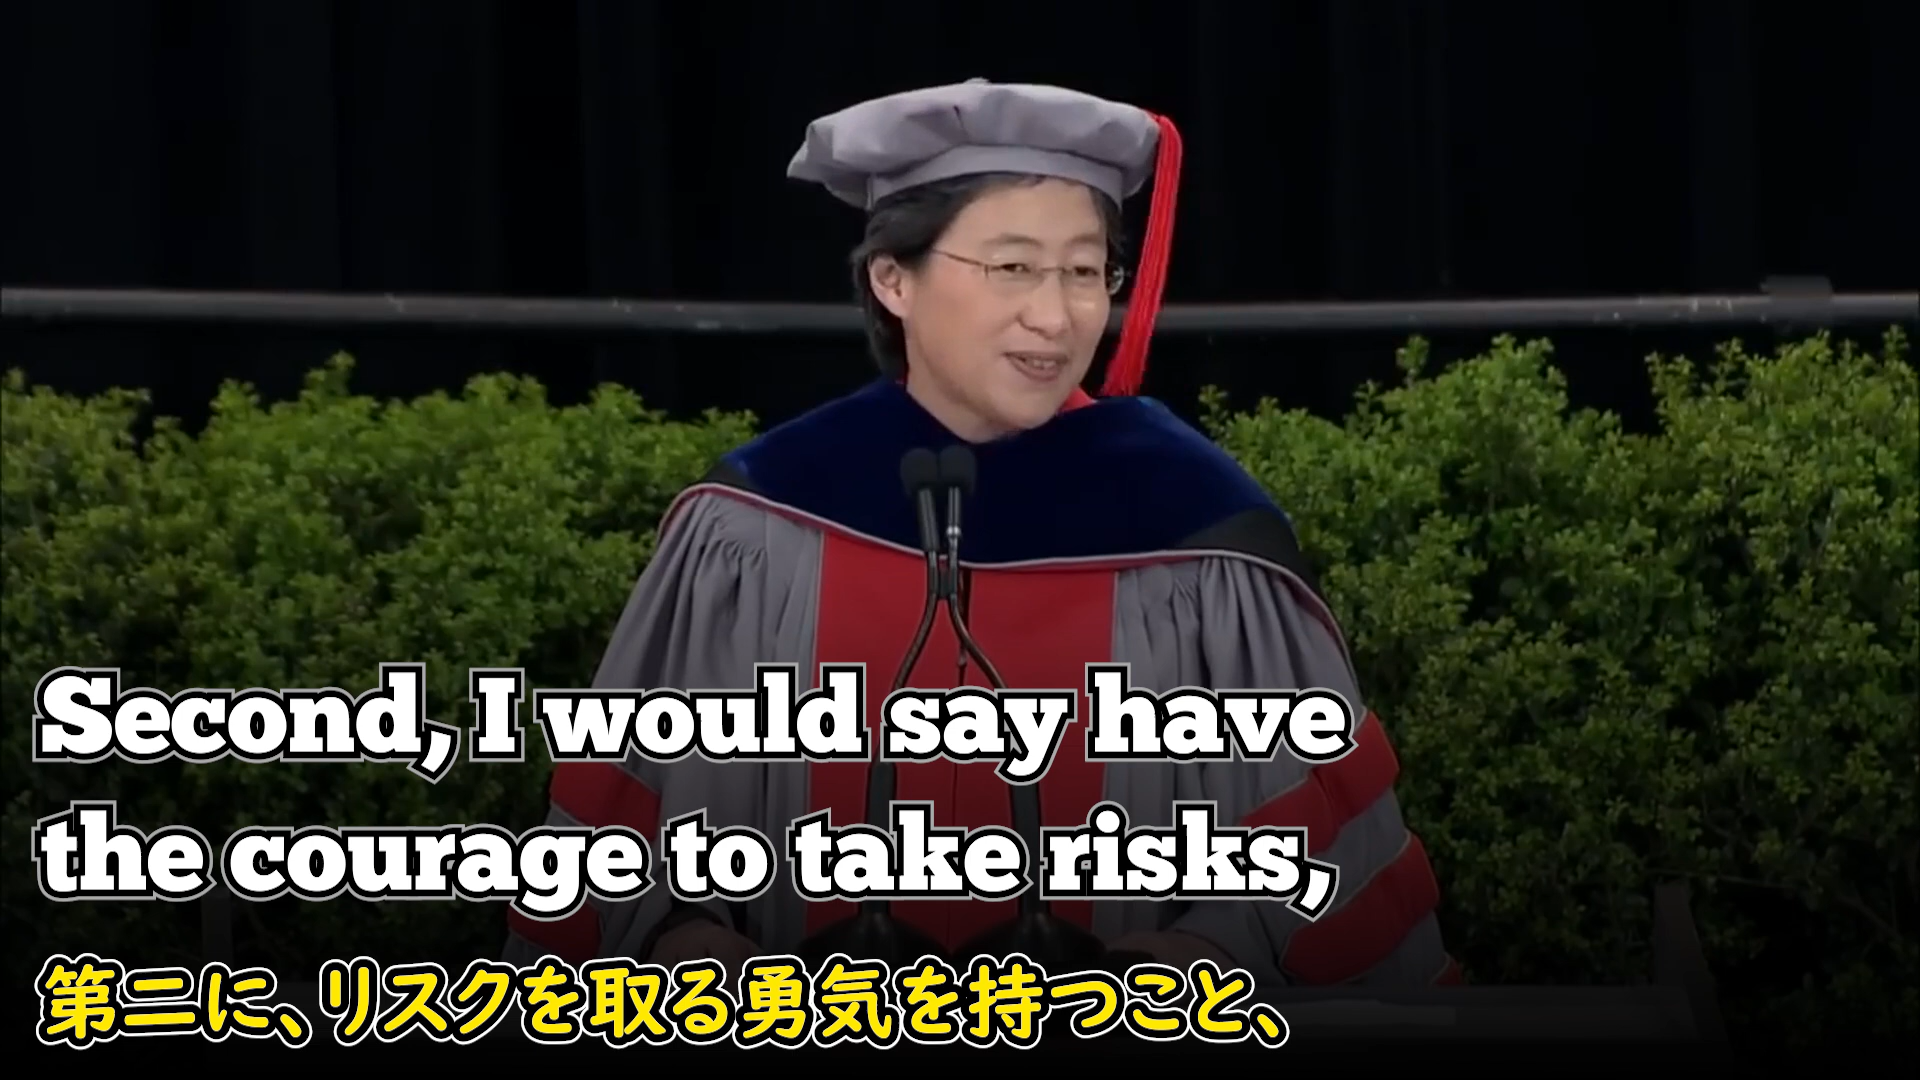 Second, I would say have
the courage to take risks,
第二に、リスクを取る勇気を持つこと、